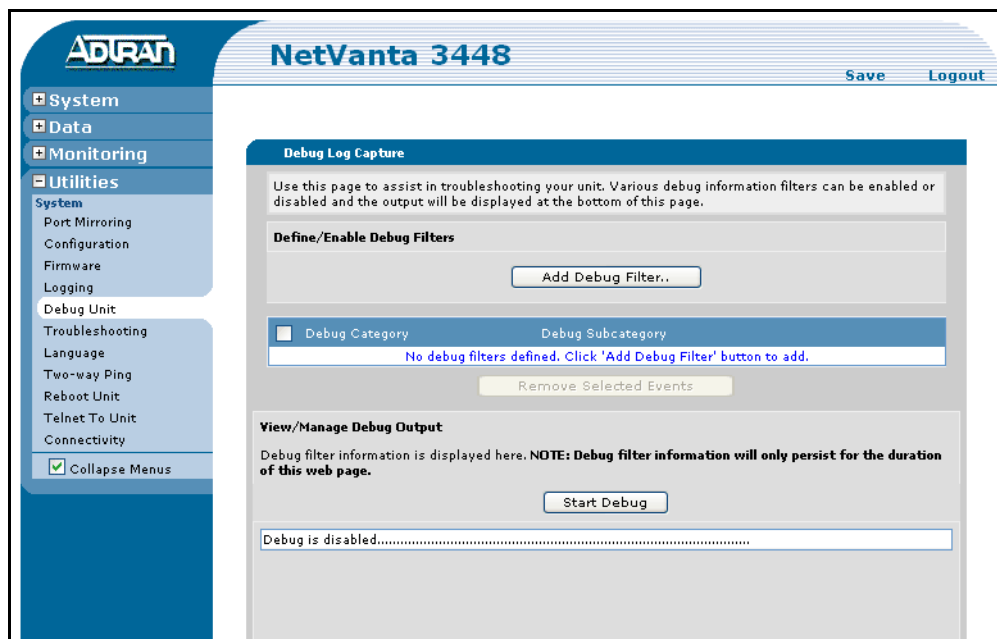 ADTRAN
NetVanta 3448
Save Logout
System
Data
Monitoring
Utilities
System
Port Mirroring
Configuration
Firmware
Logging
Debug Unit
Troubleshooting
Language
Two-way Ping
Reboot Unit
Telnet To Unit
Connectivity
Collapse Menus
Debug Log Capture
Use this page to assist in troubleshooting your unit. Various debug information filters can be enabled or
disabled and the output will be displayed at the bottom of this page.
Define/Enable Debug Filters
Add Debug Filter..
Debug Category Debug Subcategory
No debug filters defined. Click 'Add Debug Filter' button to add.
Remove Selected Events
View/Manage Debug Output
Debug filter information is displayed here. NOTE: Debug filter information will only persist for the duration
of this web page.
Start Debug
Debug is disabled.................................................................................................